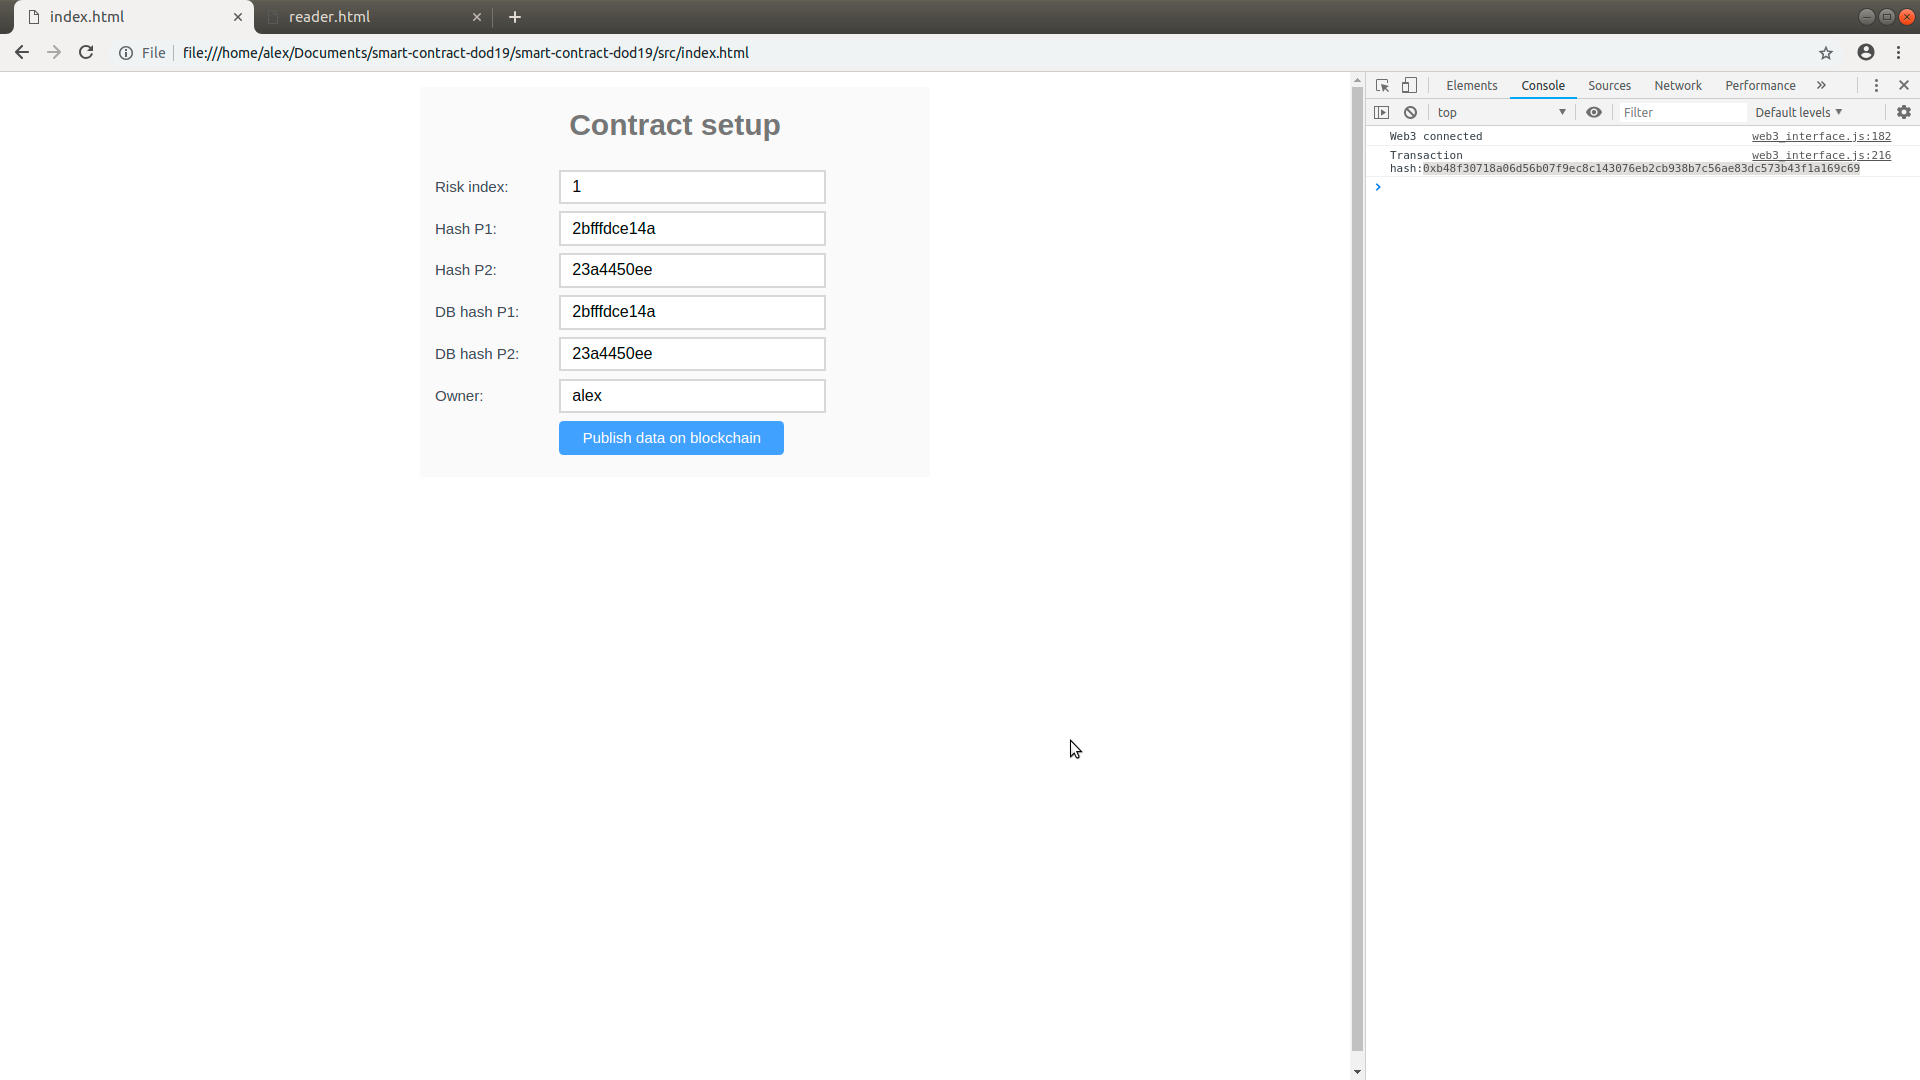 index.html
reader.html
File
file:///home/alex/Documents/smart-contract-dod19/smart-contract-dod19/src/index.html
Contract setup
Risk index: 1
Hash P1: 2bfffdce14a
Hash P2: 23a4450ee
DB hash P1: 2bfffdce14a
DB hash P2: 23a4450ee
Owner: alex
Publish data on blockchain
Elements Console Sources Network Performance
top Filter Default levels
Web3 connected web3_interface.js:182
Transaction web3_interface.js:216
hash:0xb48f30718a06d56b07f9ec8c143076eb2cb938b7c56ae83dc573b43f1a169c69